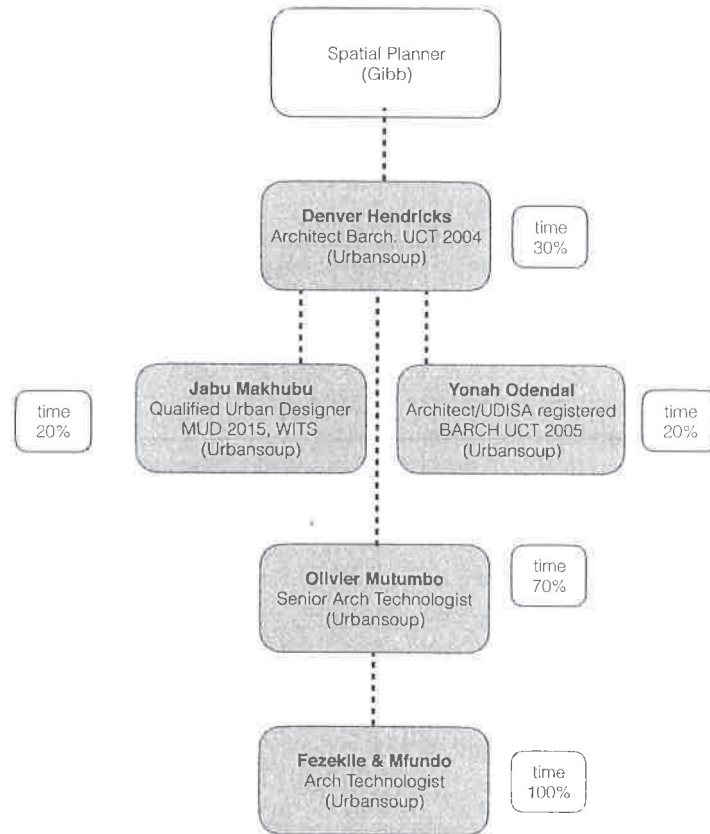 Spatial Planner
(Gibb)
Denver Hendricks
Architect Barch. UCT 2004
(Urbansoup)
time
30%
time
20%
Jabu Makhubu
Qualified Urban Designer
MUD 2015, WITS
(Urbansoup)
Yonah Odendal
Architect/UDISA registered
BARCH UCT 2005
(Urbansoup)
time
20%
Olivier Mutumbo
Senior Arch Technologist
(Urbansoup)
time
70%
Fezekile & Mfundo
Arch Technologist
(Urbansoup)
time
100%